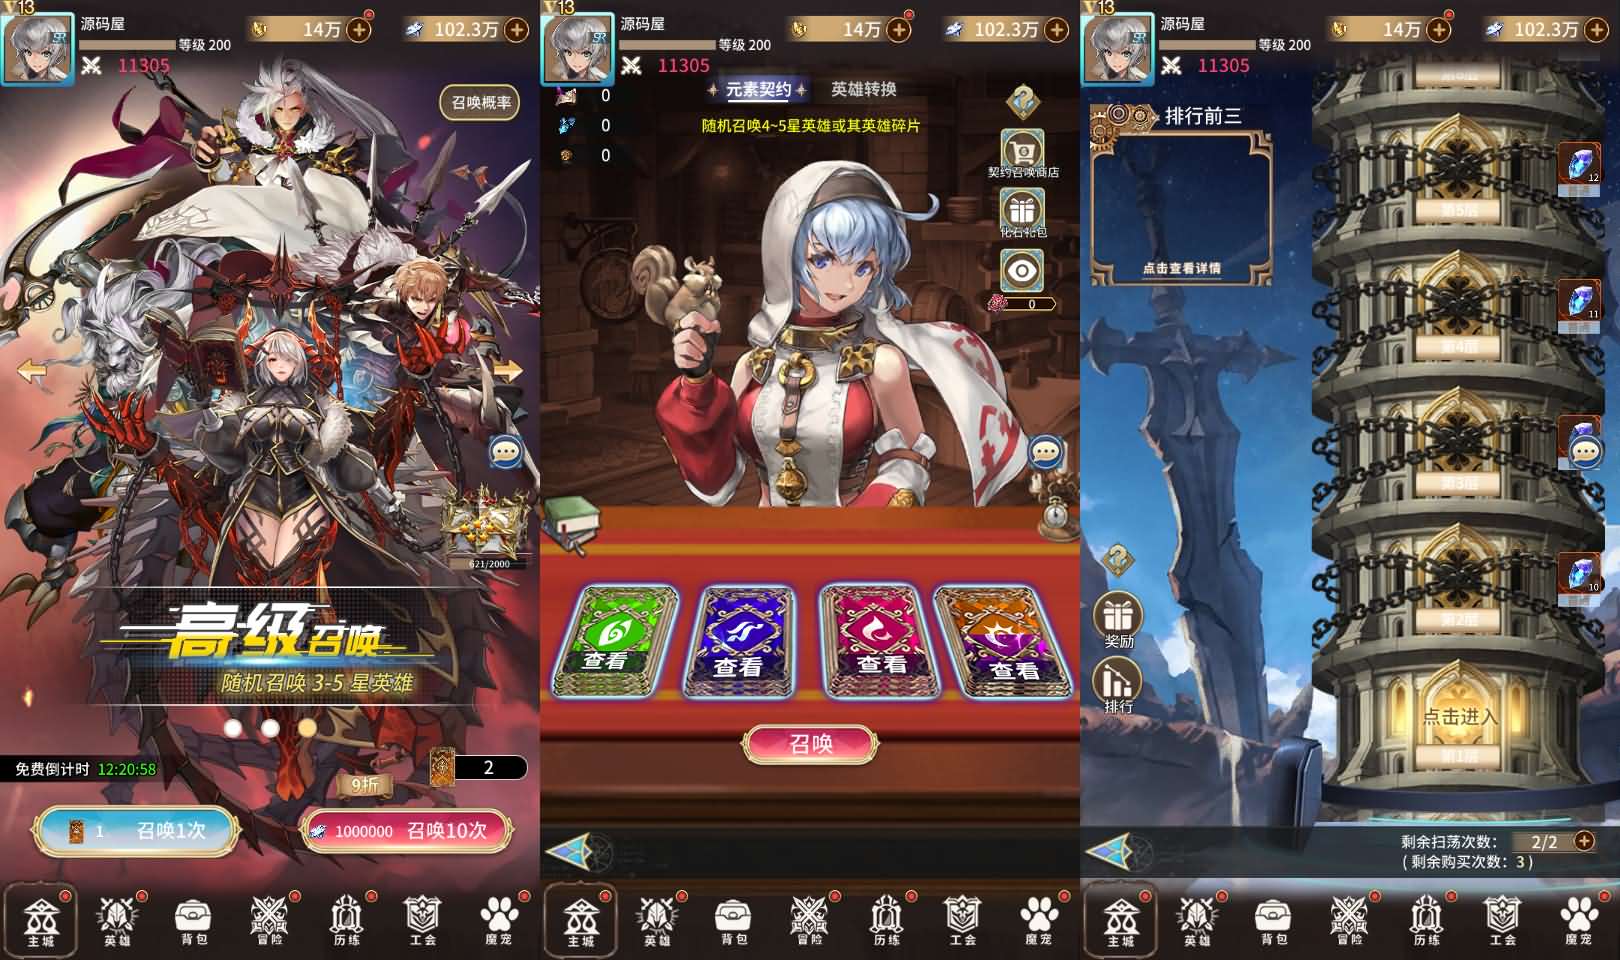 V13
源码屋
等级 200
11305
14万
102.3万
召唤概率
621/2000
高级召唤
随机召唤 3-5 星英雄
免费倒计时 12:20:58
2
9折
1 召唤1次
1000000 召唤10次
主城
英雄
背包
冒险
历练
工会
魔宠
V13
源码屋
等级 200
11305
14万
102.3万
0
0
0
元素契约
英雄转换
随机召唤4~5星英雄或其英雄碎片
契约召唤商店
化石礼包
0
查看
查看
查看
查看
召唤
主城
英雄
背包
冒险
历练
工会
魔宠
V13
源码屋
等级 200
11305
14万
102.3万
排行前三
点击查看详情
第6层
12
第5层
11
第4层
第3层
10
第2层
奖励
排行
点击进入
第1层
剩余扫荡次数： 2/2
( 剩余购买次数：3 )
主城
英雄
背包
冒险
历练
工会
魔宠